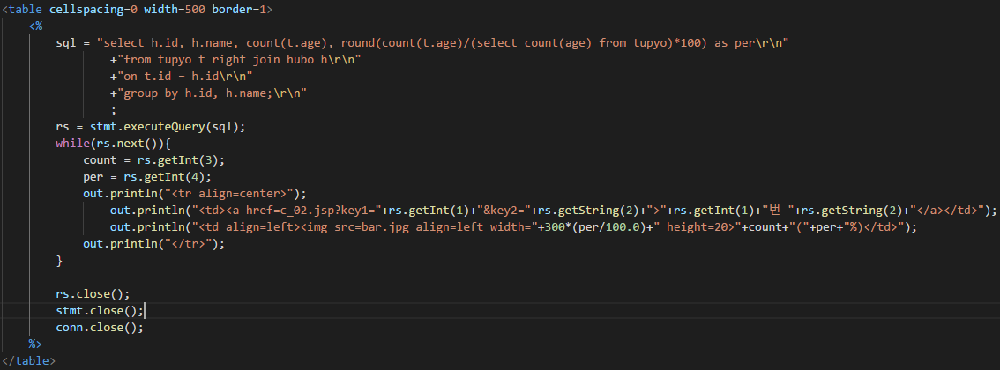 <table cellspacing=0 width=500 border=1>
<%
sql = "select h.id, h.name, count(t.age), round(count(t.age)/(select count(age) from tupyo)*100) as per\r\n"
+"from tupyo t right join hubo h\r\n"
+"on t.id = h.id\r\n"
+"group by h.id, h.name;\r\n"
;
rs = stmt.executeQuery(sql);
while(rs.next()){
count = rs.getInt(3);
per = rs.getInt(4);
out.println("<tr align=center>");
out.println("<td><a href=c_02.jsp?key1="+rs.getInt(1)+"&key2="+rs.getString(2)+">"+rs.getInt(1)+"번 "+rs.getString(2)+"</a></td>");
out.println("<td align=left><img src=bar.jpg align=left width="+300*(per/100.0)+" height=20>"+count+"("+per+"%)</td>");
out.println("</tr>");
}
rs.close();
stmt.close();
conn.close();
%>
</table>